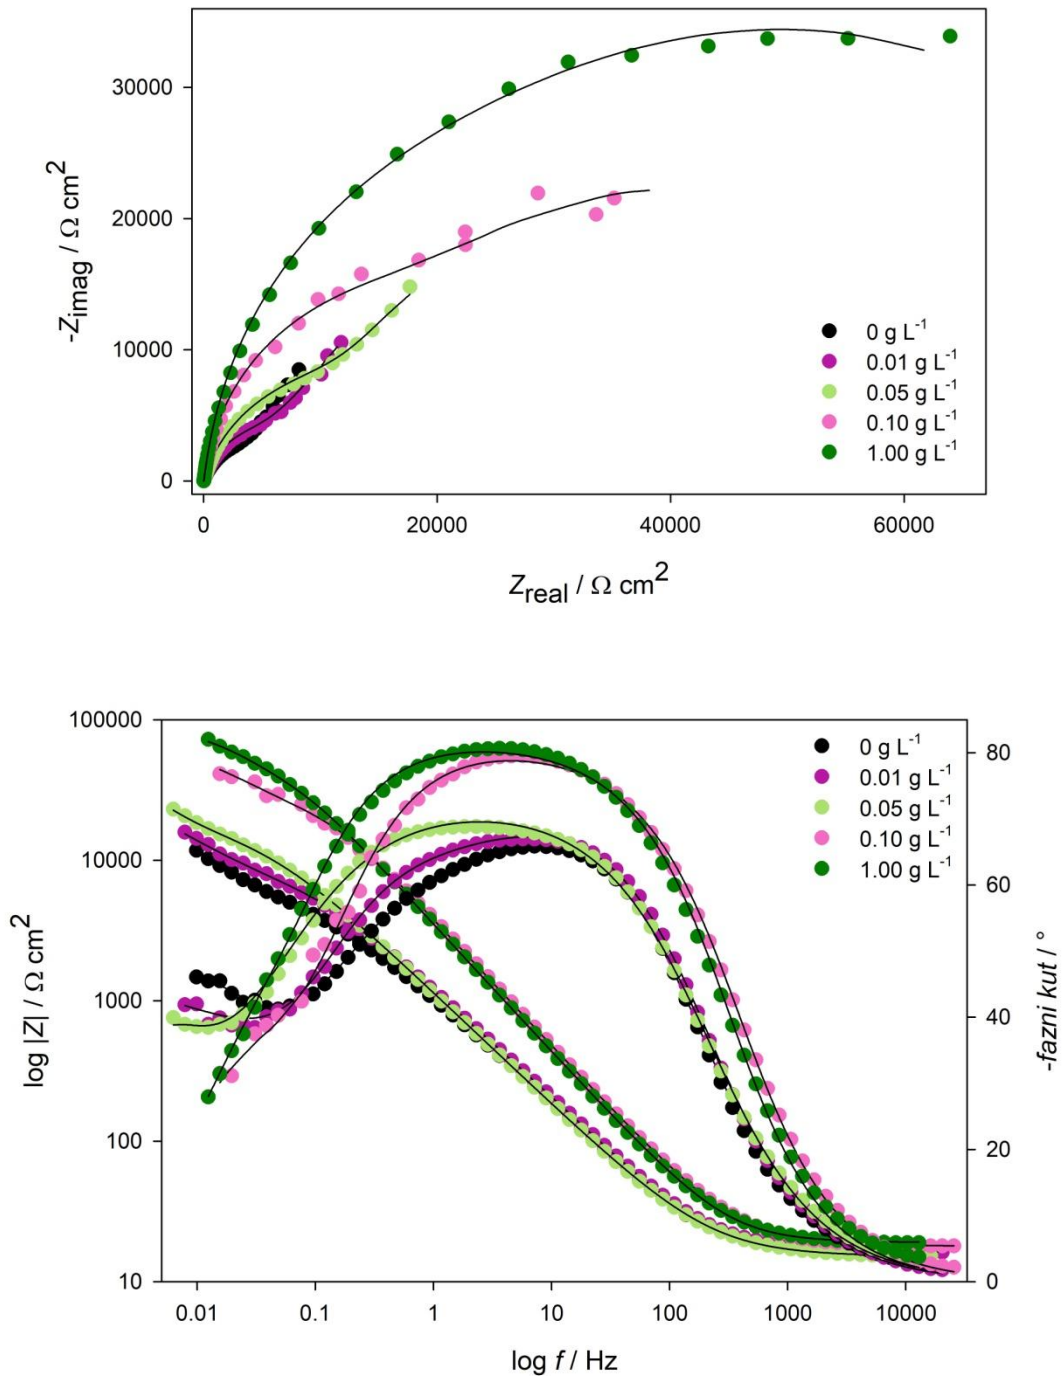 30000
20000
10000
0
-Zimag / Ω cm²
0 g L⁻¹
0.01 g L⁻¹
0.05 g L⁻¹
0.10 g L⁻¹
1.00 g L⁻¹
0 20000 40000 60000
Zreal / Ω cm²
100000
10000
1000
100
10
log |Z| / Ω cm²
0 g L⁻¹
0.01 g L⁻¹
0.05 g L⁻¹
0.10 g L⁻¹
1.00 g L⁻¹
80
60
40
20
0
-fazni kut / °
0.01 0.1 1 10 100 1000 10000
log f / Hz